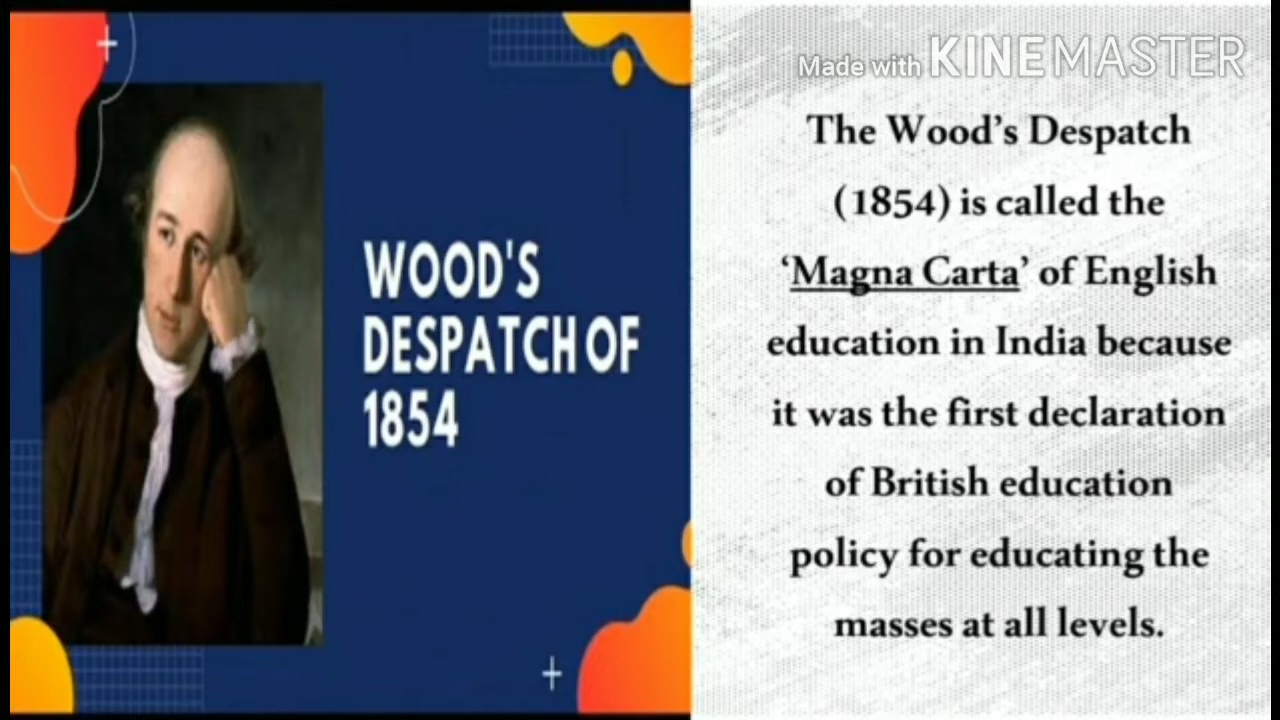 WOOD'S
DESPATCH OF
1854
Made with KINEMASTER
The Wood's Despatch
(1854) is called the
‘Magna Carta’ of English
education in India because
it was the first declaration
of British education
policy for educating the
masses at all levels.